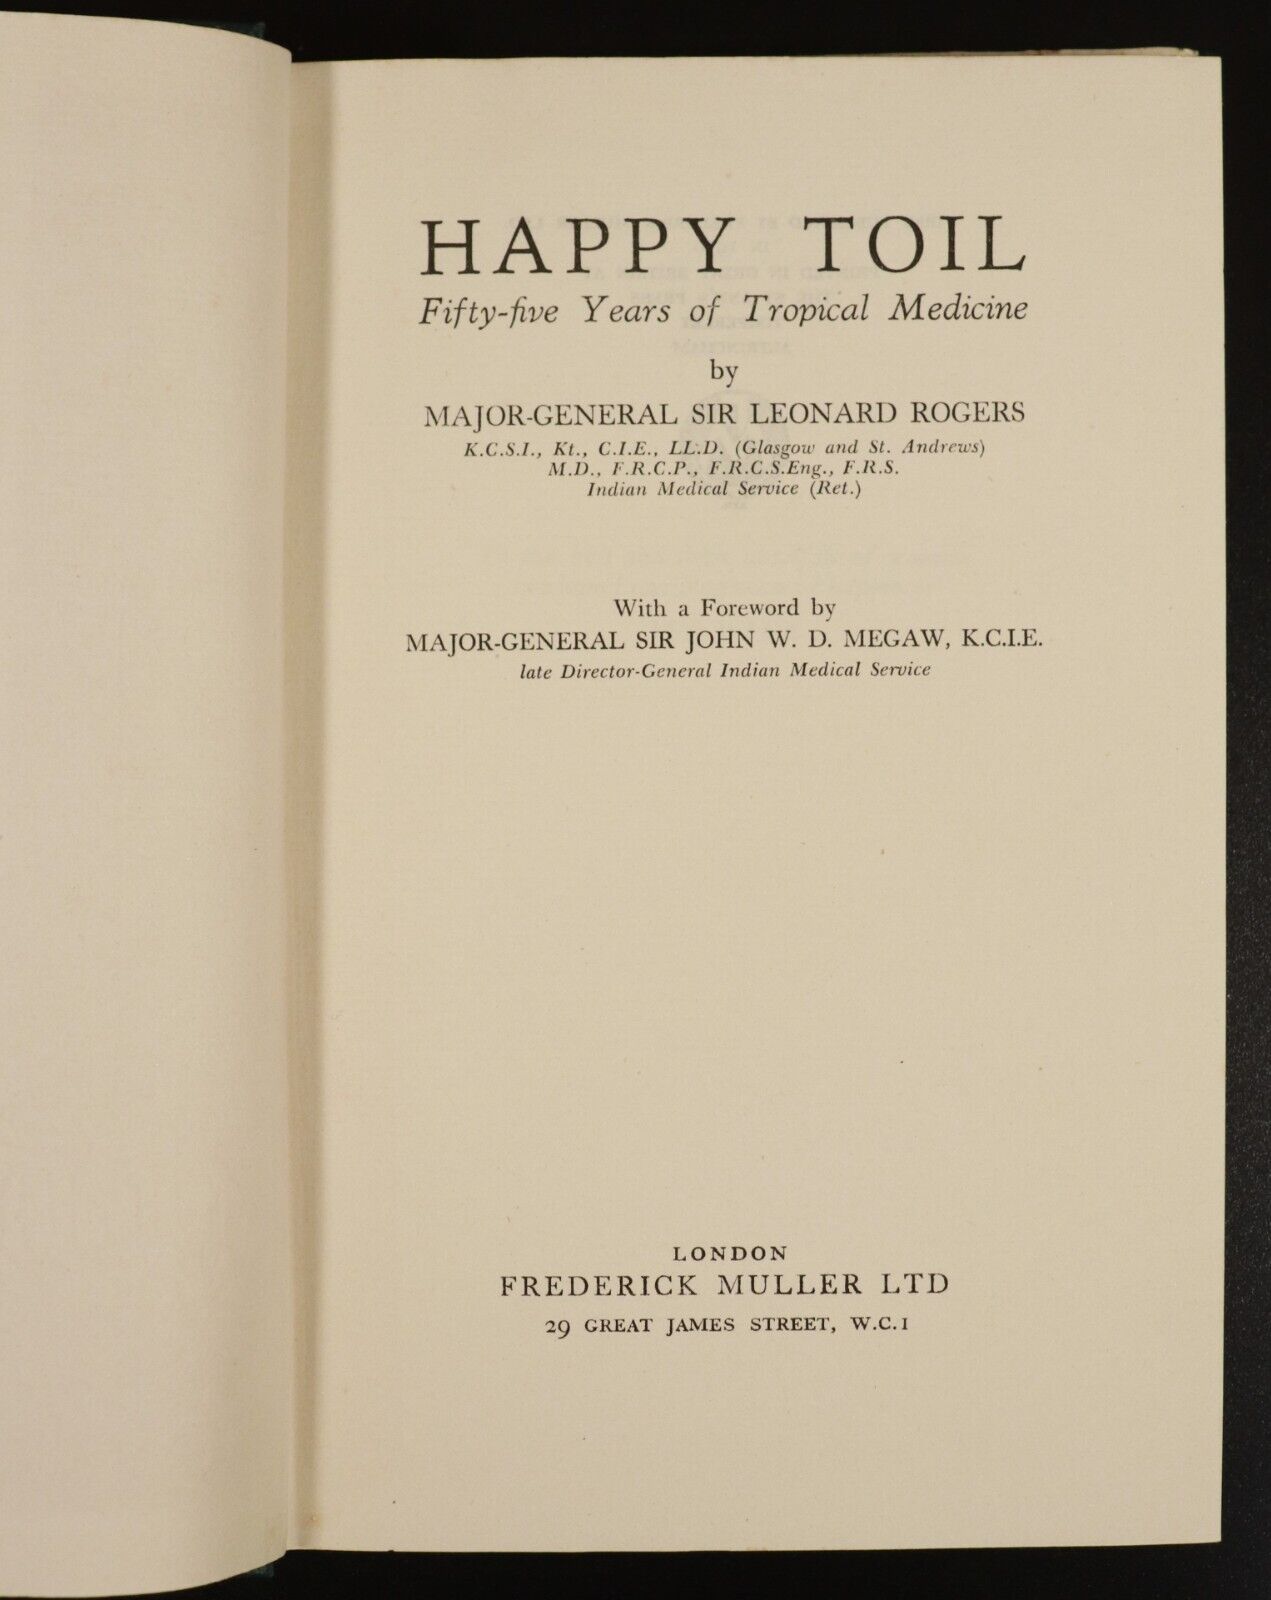 HAPPY TOIL
Fifty-five Years of Tropical Medicine
by
MAJOR-GENERAL SIR LEONARD ROGERS
K.C.S.I., Kt., C.I.E., LL.D. (Glasgow and St. Andrews)
M.D., F.R.C.P., F.R.C.S.Eng., F.R.S.
Indian Medical Service (Ret.)
With a Foreword by
MAJOR-GENERAL SIR JOHN W. D. MEGAW, K.C.I.E.
late Director-General Indian Medical Service
LONDON
FREDERICK MULLER LTD
29 GREAT JAMES STREET, W.C.1